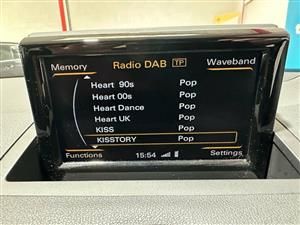 Memory Radio DAB TP Waveband
Heart 90s Pop
Heart 00s Pop
Heart Dance Pop
Heart UK Pop
KISS Pop
KISSTORY Pop
Functions 15:54 Settings